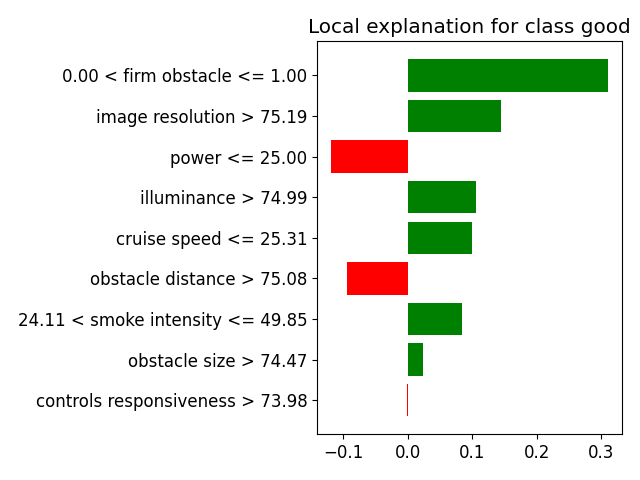 Local explanation for class good
0.00 < firm obstacle <= 1.00
image resolution > 75.19
power <= 25.00
illuminance > 74.99
cruise speed <= 25.31
obstacle distance > 75.08
24.11 < smoke intensity <= 49.85
obstacle size > 74.47
controls responsiveness > 73.98
−0.1 0.0 0.1 0.2 0.3